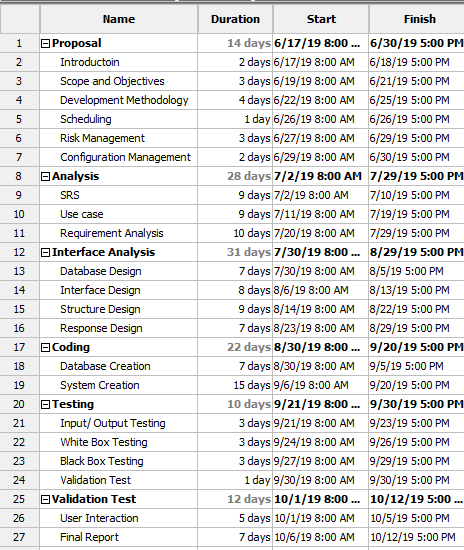 Name Duration Start Finish
1 Proposal 14 days 6/17/19 8:00 ... 6/30/19 5:00 PM
2 Introductoin 2 days 6/17/19 8:00 AM 6/18/19 5:00 PM
3 Scope and Objectives 3 days 6/19/19 8:00 AM 6/21/19 5:00 PM
4 Development Methodology 4 days 6/22/19 8:00 AM 6/25/19 5:00 PM
5 Scheduling 1 day 6/26/19 8:00 AM 6/26/19 5:00 PM
6 Risk Management 3 days 6/27/19 8:00 AM 6/29/19 5:00 PM
7 Configuration Management 2 days 6/29/19 8:00 AM 6/30/19 5:00 PM
8 Analysis 28 days 7/2/19 8:00 AM 7/29/19 5:00 PM
9 SRS 9 days 7/2/19 8:00 AM 7/10/19 5:00 PM
10 Use case 9 days 7/11/19 8:00 AM 7/19/19 5:00 PM
11 Requirement Analysis 10 days 7/20/19 8:00 AM 7/29/19 5:00 PM
12 Interface Analysis 31 days 7/30/19 8:00 ... 8/29/19 5:00 PM
13 Database Design 7 days 7/30/19 8:00 AM 8/5/19 5:00 PM
14 Interface Design 8 days 8/6/19 8:00 AM 8/13/19 5:00 PM
15 Structure Design 9 days 8/14/19 8:00 AM 8/22/19 5:00 PM
16 Response Design 7 days 8/23/19 8:00 AM 8/29/19 5:00 PM
17 Coding 22 days 8/30/19 8:00 ... 9/20/19 5:00 PM
18 Database Creation 7 days 8/30/19 8:00 AM 9/5/19 5:00 PM
19 System Creation 15 days 9/6/19 8:00 AM 9/20/19 5:00 PM
20 Testing 10 days 9/21/19 8:00 ... 9/30/19 5:00 PM
21 Input/ Output Testing 3 days 9/21/19 8:00 AM 9/23/19 5:00 PM
22 White Box Testing 3 days 9/24/19 8:00 AM 9/26/19 5:00 PM
23 Black Box Testing 3 days 9/27/19 8:00 AM 9/29/19 5:00 PM
24 Validation Test 1 day 9/30/19 8:00 AM 9/30/19 5:00 PM
25 Validation Test 12 days 10/1/19 8:00 ... 10/12/19 5:00 ...
26 User Interaction 5 days 10/1/19 8:00 AM 10/5/19 5:00 PM
27 Final Report 7 days 10/6/19 8:00 AM 10/12/19 5:00 PM